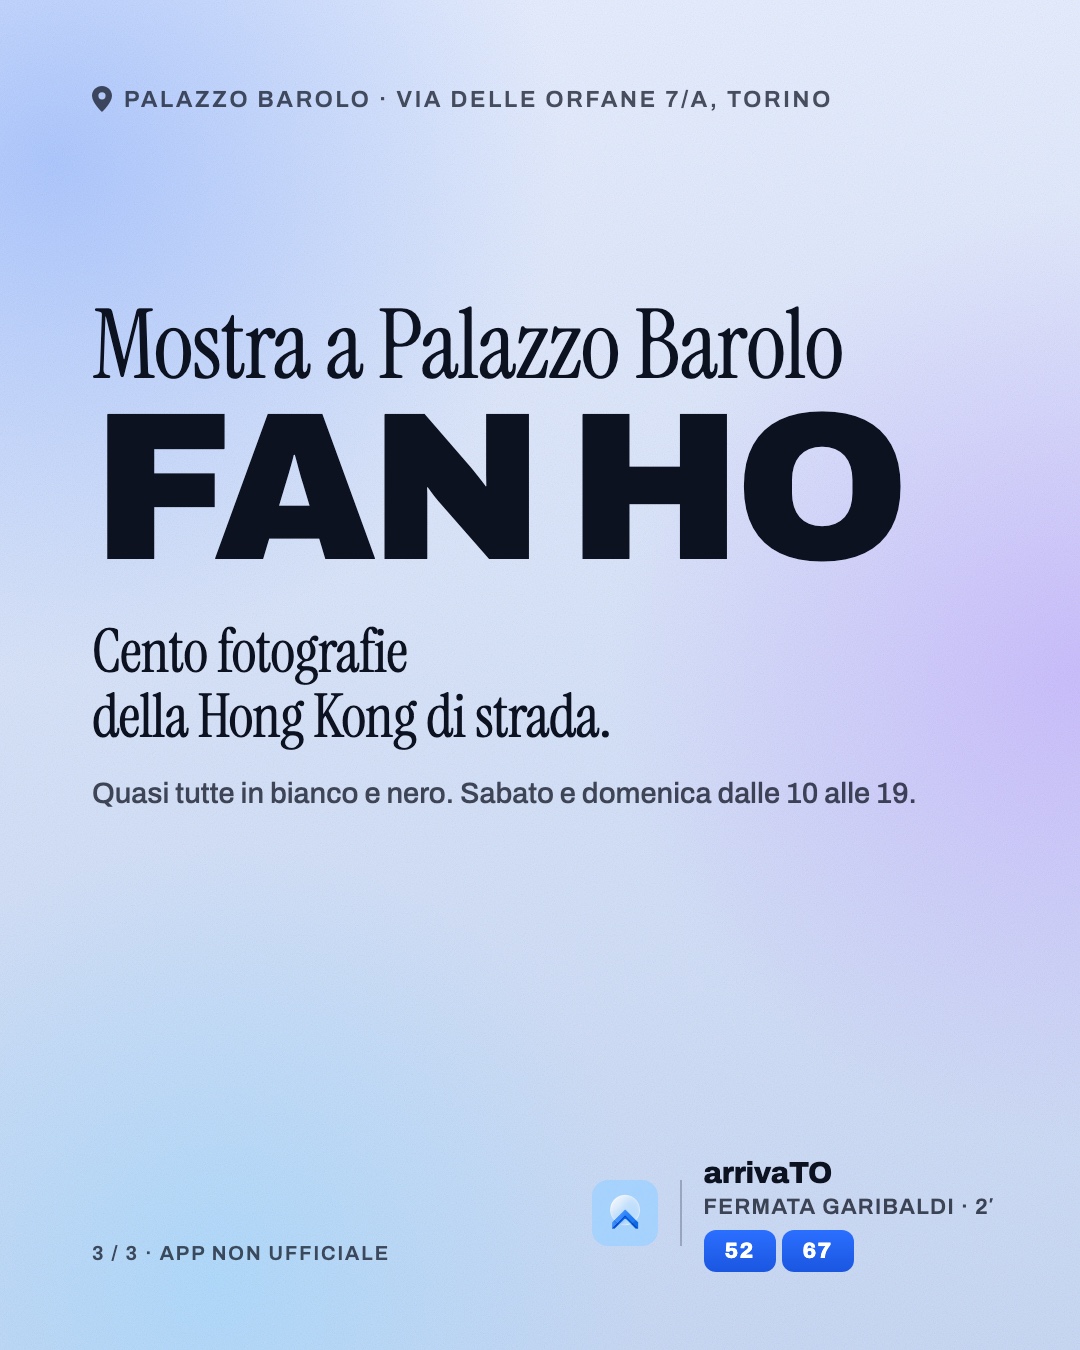 PALAZZO BAROLO · VIA DELLE ORFANE 7/A, TORINO
Mostra a Palazzo Barolo
FAN HO
Cento fotografie
della Hong Kong di strada.
Quasi tutte in bianco e nero. Sabato e domenica dalle 10 alle 19.
arrivaTO
FERMATA GARIBALDI · 2′
52 67
3 / 3 · APP NON UFFICIALE